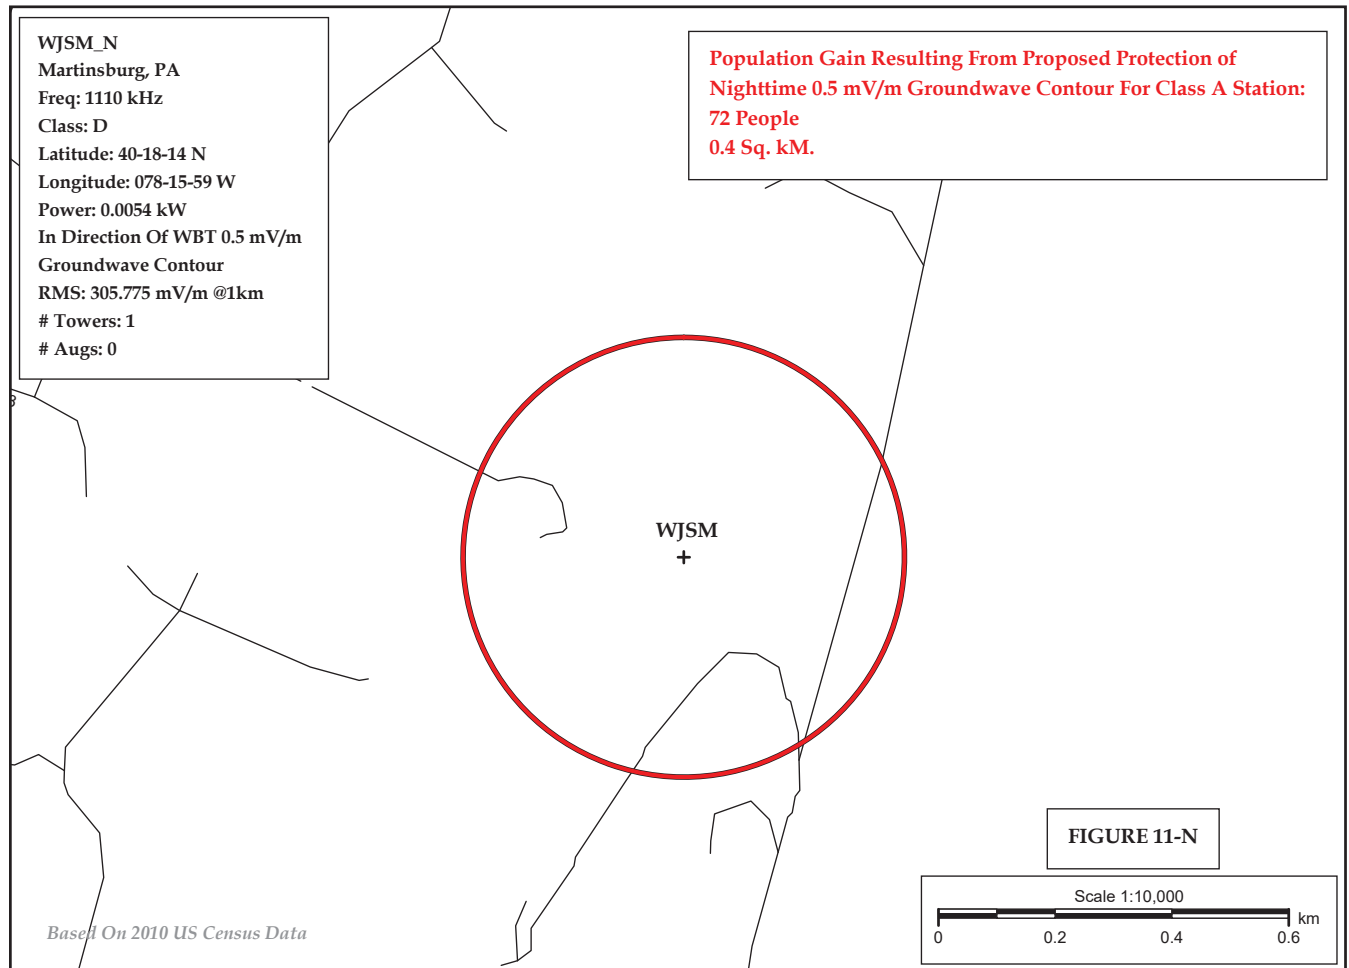 WJSM_N
Martinsburg, PA
Freq: 1110 kHz
Class: D
Latitude: 40-18-14 N
Longitude: 078-15-59 W
Power: 0.0054 kW
In Direction Of WBT 0.5 mV/m
Groundwave Contour
RMS: 305.775 mV/m @1km
# Towers: 1
# Augs: 0
Population Gain Resulting From Proposed Protection of
Nighttime 0.5 mV/m Groundwave Contour For Class A Station:
72 People
0.4 Sq. kM.
WJSM
FIGURE 11-N
Scale 1:10,000
km
0 0.2 0.4 0.6
Based On 2010 US Census Data